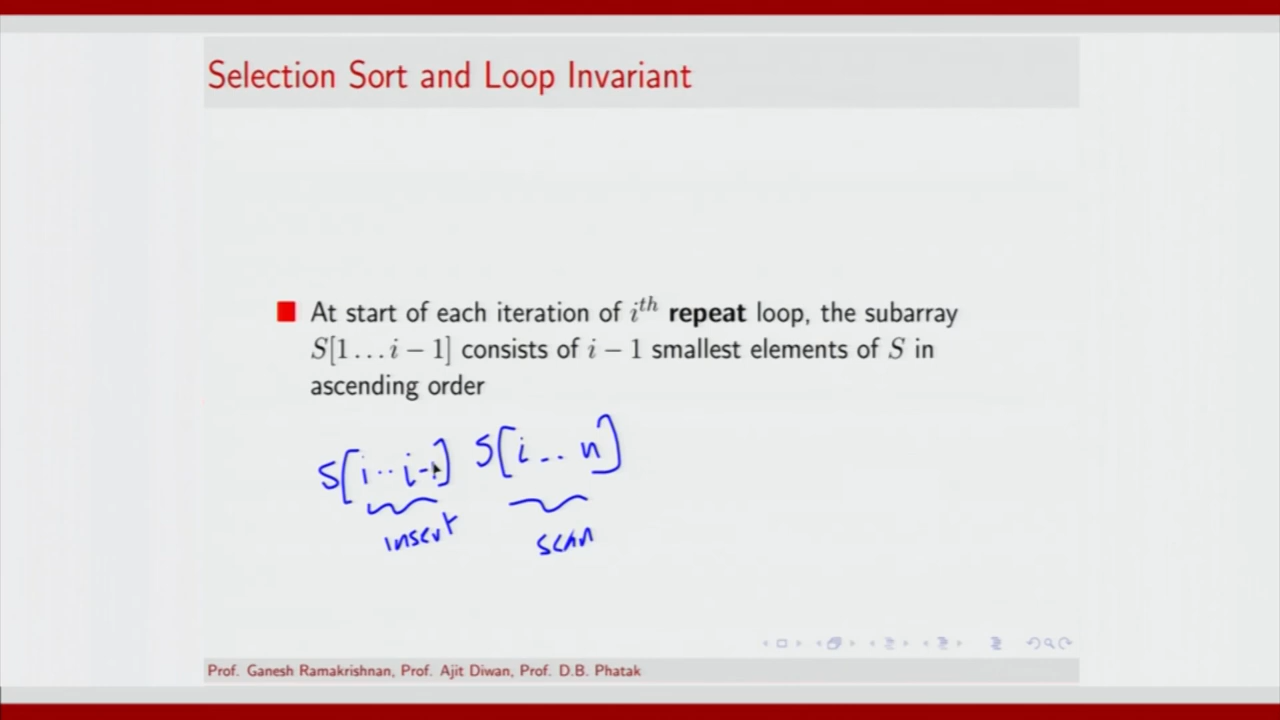 Selection Sort and Loop Invariant
At start of each iteration of iᵗʰ repeat loop, the subarray
S[1 … i − 1] consists of i − 1 smallest elements of S in
ascending order
S[i··i-1] S[i -- n]
insert scan
Prof. Ganesh Ramakrishnan, Prof. Ajit Diwan, Prof. D.B. Phatak